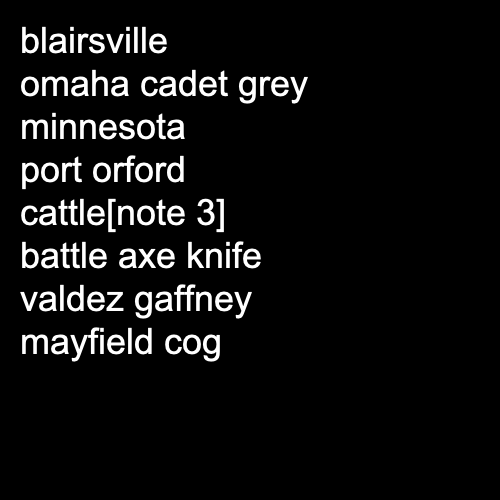 blairsville
omaha cadet grey
minnesota
port orford
cattle[note 3]
battle axe knife
valdez gaffney
mayfield cog